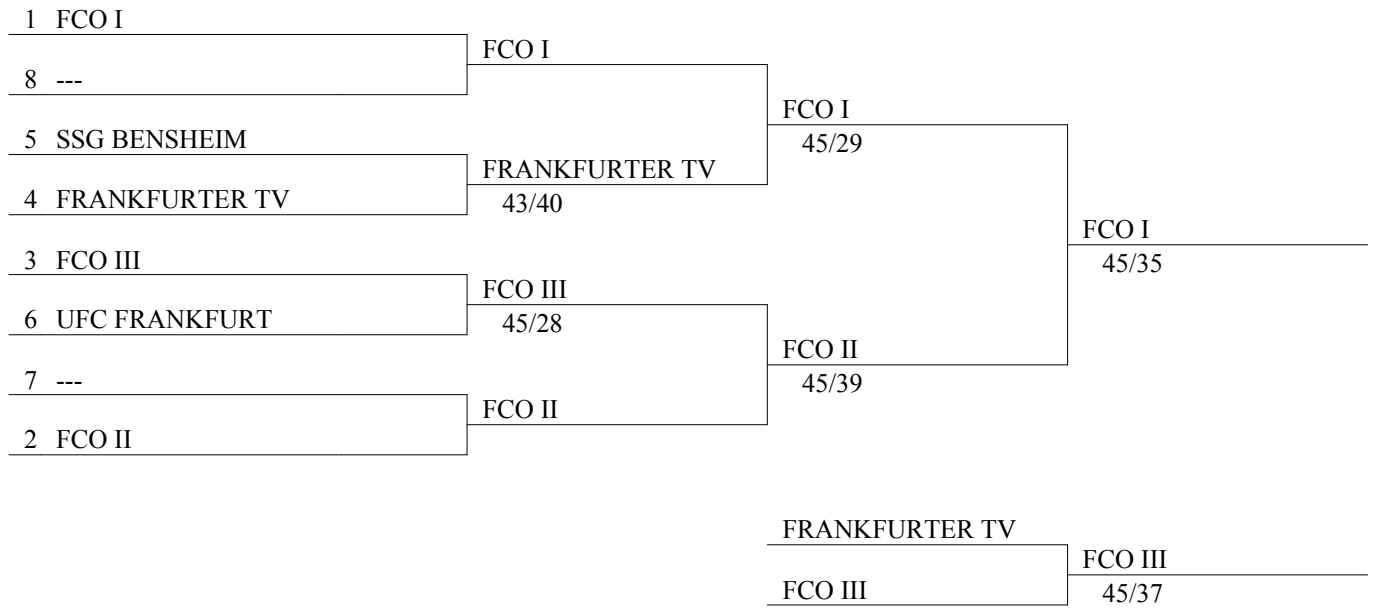 1 FCO I
FCO I
8 ---
FCO I
5 SSG BENSHEIM
45/29
FRANKFURTER TV
4 FRANKFURTER TV
43/40
FCO I
3 FCO III
45/35
FCO III
6 UFC FRANKFURT
45/28
FCO II
7 ---
45/39
FCO II
2 FCO II
FRANKFURTER TV
FCO III
FCO III
45/37